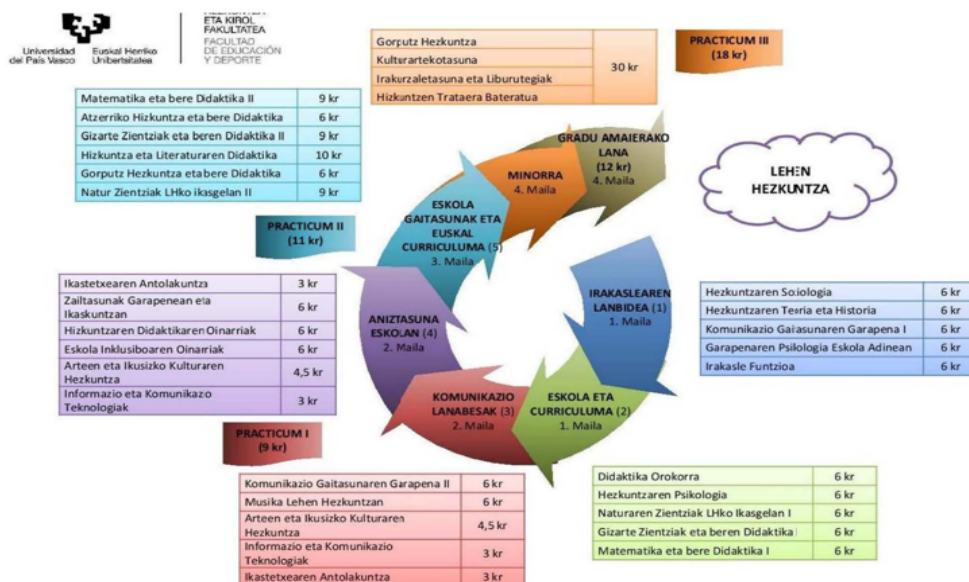 ETA KIROL
FAKULTATEA
FACULTAD
DE EDUCACIÓN
Y DEPORTE
Universidad
del País Vasco
Euskal Herriko
Unibertsitatea
Gorputz Hezkuntza
Kulturartekotasuna
Irakurzaletasuna eta Liburutegiak
Hizkuntzen Trataera Bateratua
30 kr
PRACTICUM III
(18 kr)
Matematika eta bere Didaktika II 9 kr
Atzerriko Hizkuntza eta bere Didaktika 6 kr
Gizarte Zientziak eta beren Didaktika II 9 kr
Hizkuntza eta Literaturaren Didaktika 10 kr
Gorputz Hezkuntza eta bere Didaktika 6 kr
Natur Zientziak LHko ikasgelan II 9 kr
GRADU AMAIERAKO
LANA
(12 kr)
4. Maila
MINORRA
4. Maila
LEHEN
HEZKUNTZA
ESKOLA
GAITASUNAK ETA
EUSKAL
CURRICULUMA (5)
3. Maila
PRACTICUM II
(11 kr)
Ikastetxearen Antolakuntza 3 kr
Zailtasunak Garapenean eta
Ikaskuntzan 6 kr
Hizkuntzaren Didaktikaren Oinarriak 6 kr
Eskola Inklusiboaren Oinarriak 6 kr
Arteen eta Ikusizko Kulturaren
Hezkuntza 4,5 kr
Informazio eta Komunikazo
Teknologiak 3 kr
ANIZTASUNA
ESKOLAN (4)
2. Maila
IRAKASLEAREN
LANBIDEA (1)
1. Maila
Hezkuntzaren Soziologia 6 kr
Hezkuntzaren Teria eta Historia 6 kr
Komunikazio Gaitasunaren Garapena I 6 kr
Garapenaren Psilologia Eskola Adinean 6 kr
Irakasle Funtzioa 6 kr
KOMUNIKAZIO
LANABESAK (3)
2. Maila
ESKOLA ETA
CURRICULUMA (2)
1. Maila
PRACTICUM I
(9 kr)
Komunikazio Gaitasunaren Garapena II 6 kr
Musika Lehen Hezkuntzan 6 kr
Arteen eta Ikusizko Kulturaren
Hezkuntza 4,5 kr
Informazio eta Komunikazio
Teknologiak 3 kr
Ikastetxearen Antolakuntza 3 kr
Didaktika Orokorra 6 kr
Hezkuntzaren Psikologia 6 kr
Naturaren Zientziak LHko Ikasgelan I 6 kr
Gizarte Zientziak eta beren Didaktika I 6 kr
Matematika eta bere Didaktika I 6 kr